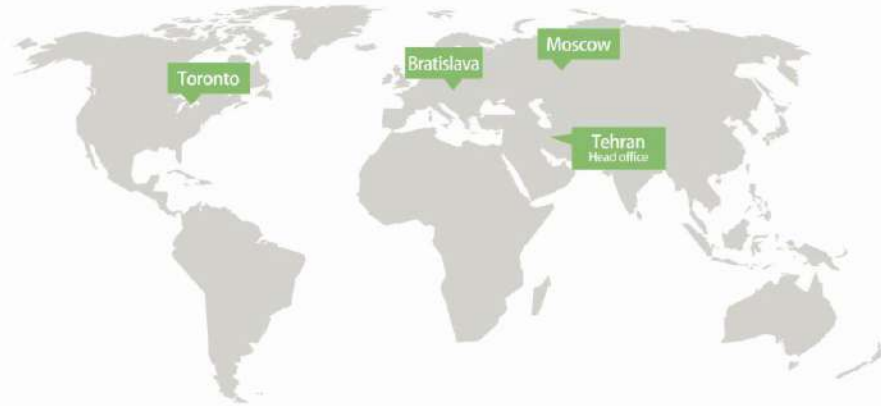 Moscow
Bratislava
Toronto
Tehran
Head office